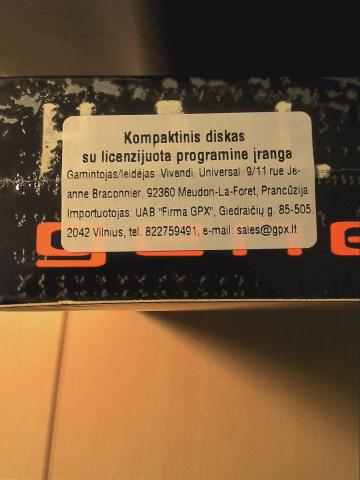 Kompaktinis diskas
su licenzijuota programine įranga
Gamintojas/leidėjas Vivendi, Universal 9/11 rue Je-
anne Braconnier, 92360 Meudon-La-Foret, Prancūzija
Importuotojas: UAB "Firma GPX", Giedraičių g. 85-505,
2042 Vilnius, tel. 822759491, e-mail: sales@gpx.lt